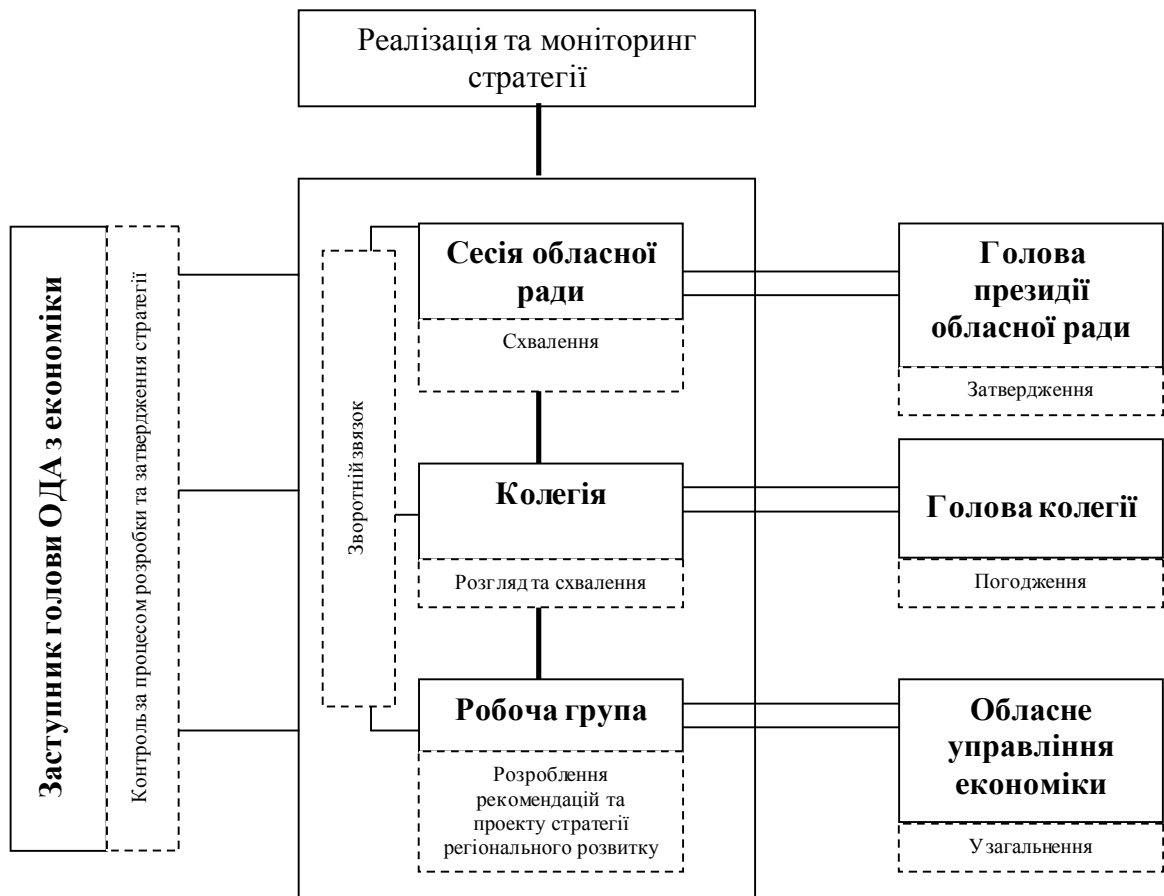 Реалізація та моніторинг
стратегії
Заступник голови ОДА з економіки
Контроль за процесом розробки та затвердження стратегії
Зворотній звязок
Сесія обласної
ради
Схвалення
Голова
президії
обласної ради
Затвердження
Колегія
Розгляд та схвалення
Голова колегії
Погодження
Робоча група
Розроблення
рекомендацій та
проекту стратегії
регіонального розвитку
Обласне
управління
економіки
Узагальнення